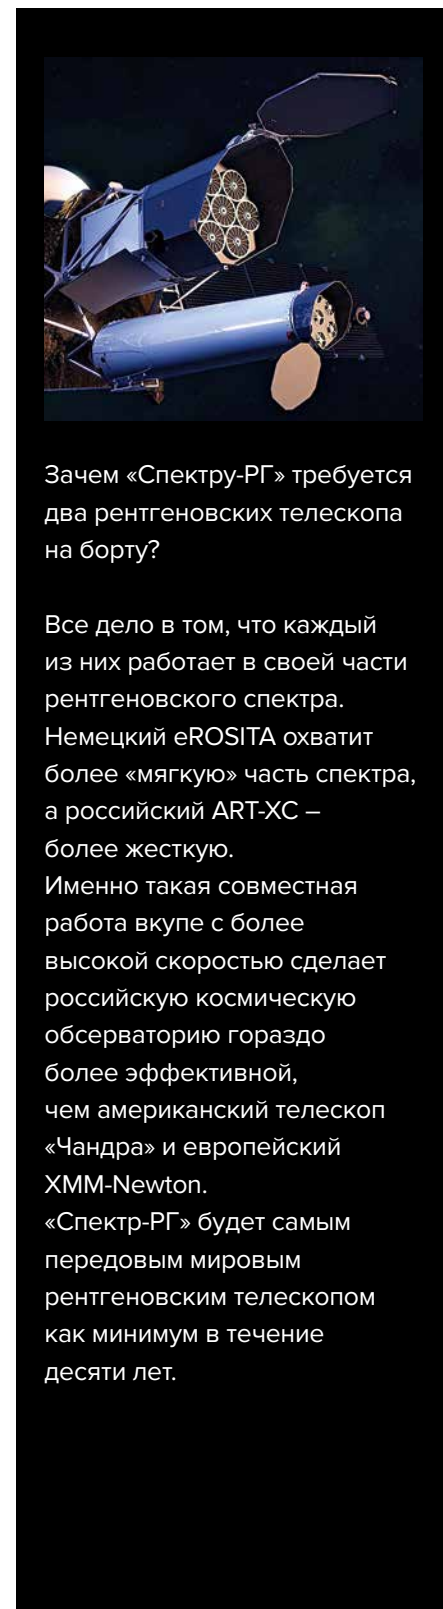 Зачем «Спектру-РГ» требуется
два рентгеновских телескопа
на борту?
Все дело в том, что каждый
из них работает в своей части
рентгеновского спектра.
Немецкий eROSITA охватит
более «мягкую» часть спектра,
а российский ART-XC –
более жесткую.
Именно такая совместная
работа вкупе с более
высокой скоростью сделает
российскую космическую
обсерваторию гораздо
более эффективной,
чем американский телескоп
«Чандра» и европейский
XMM-Newton.
«Спектр-РГ» будет самым
передовым мировым
рентгеновским телескопом
как минимум в течение
десяти лет.